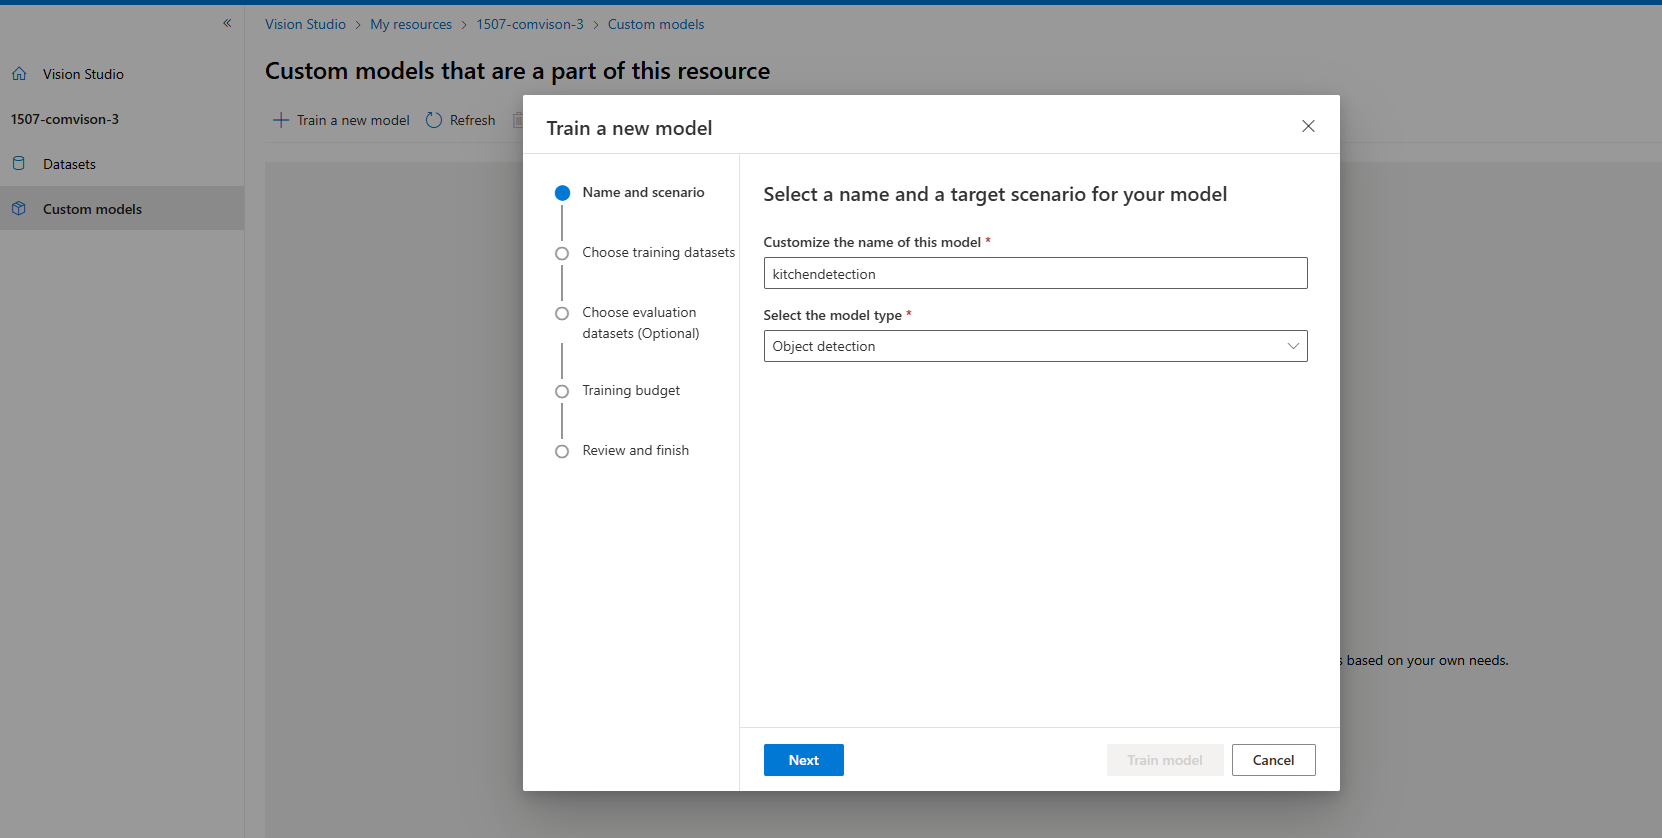 Vision Studio > My resources > 1507-comvison-3 > Custom models
Vision Studio
1507-comvison-3
Datasets
Custom models
Custom models that are a part of this resource
Train a new model
Refresh
Train a new model
Name and scenario
Choose training datasets
Choose evaluation
datasets (Optional)
Training budget
Review and finish
Select a name and a target scenario for your model
Customize the name of this model *
kitchendetection
Select the model type *
Object detection
based on your own needs.
Next
Train model
Cancel